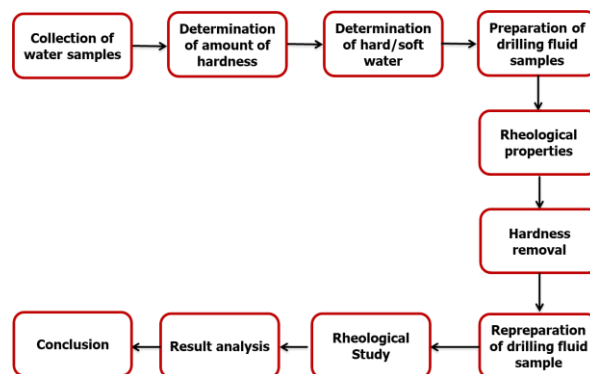 Collection of
water samples
Determination
of amount of
hardness
Determination
of hard/soft
water
Preparation of
drilling fluid
samples
Rheological
properties
Hardness
removal
Repreparation
of drilling fluid
sample
Rheological
Study
Result analysis
Conclusion